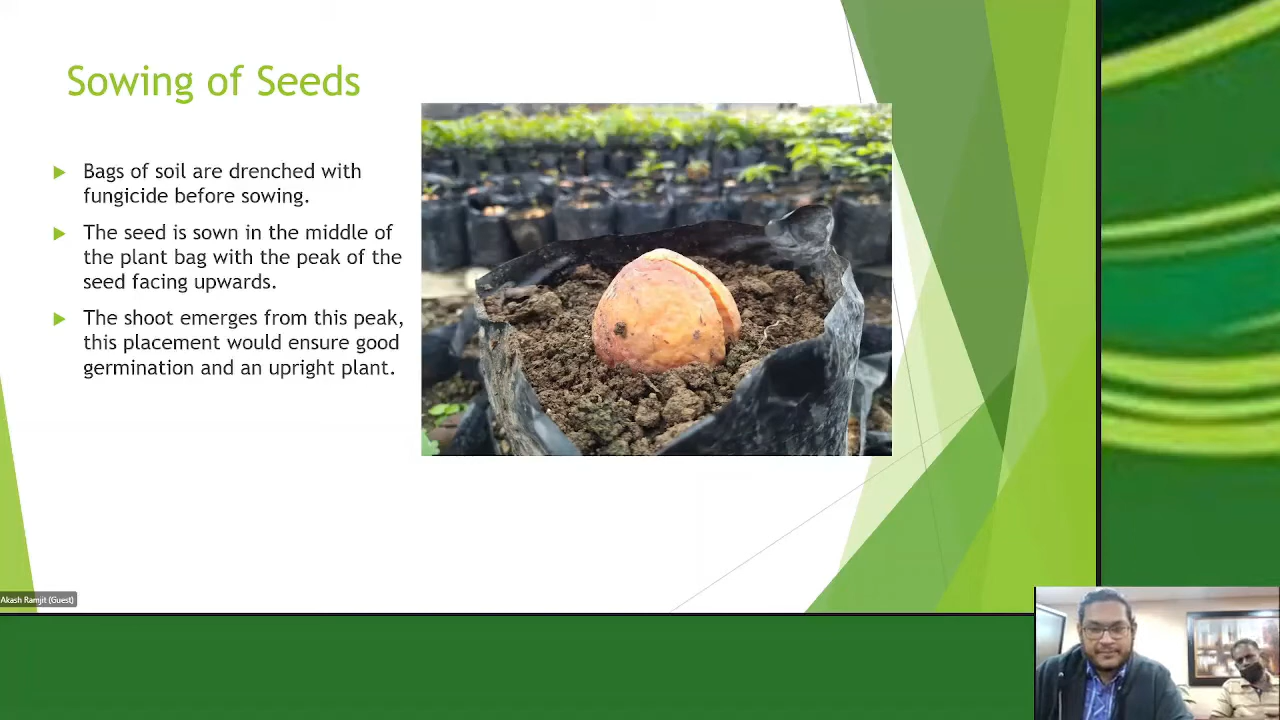 Sowing of Seeds
Bags of soil are drenched with
fungicide before sowing.
The seed is sown in the middle of
the plant bag with the peak of the
seed facing upwards.
The shoot emerges from this peak,
this placement would ensure good
germination and an upright plant.
Akash Ramjit (Guest)